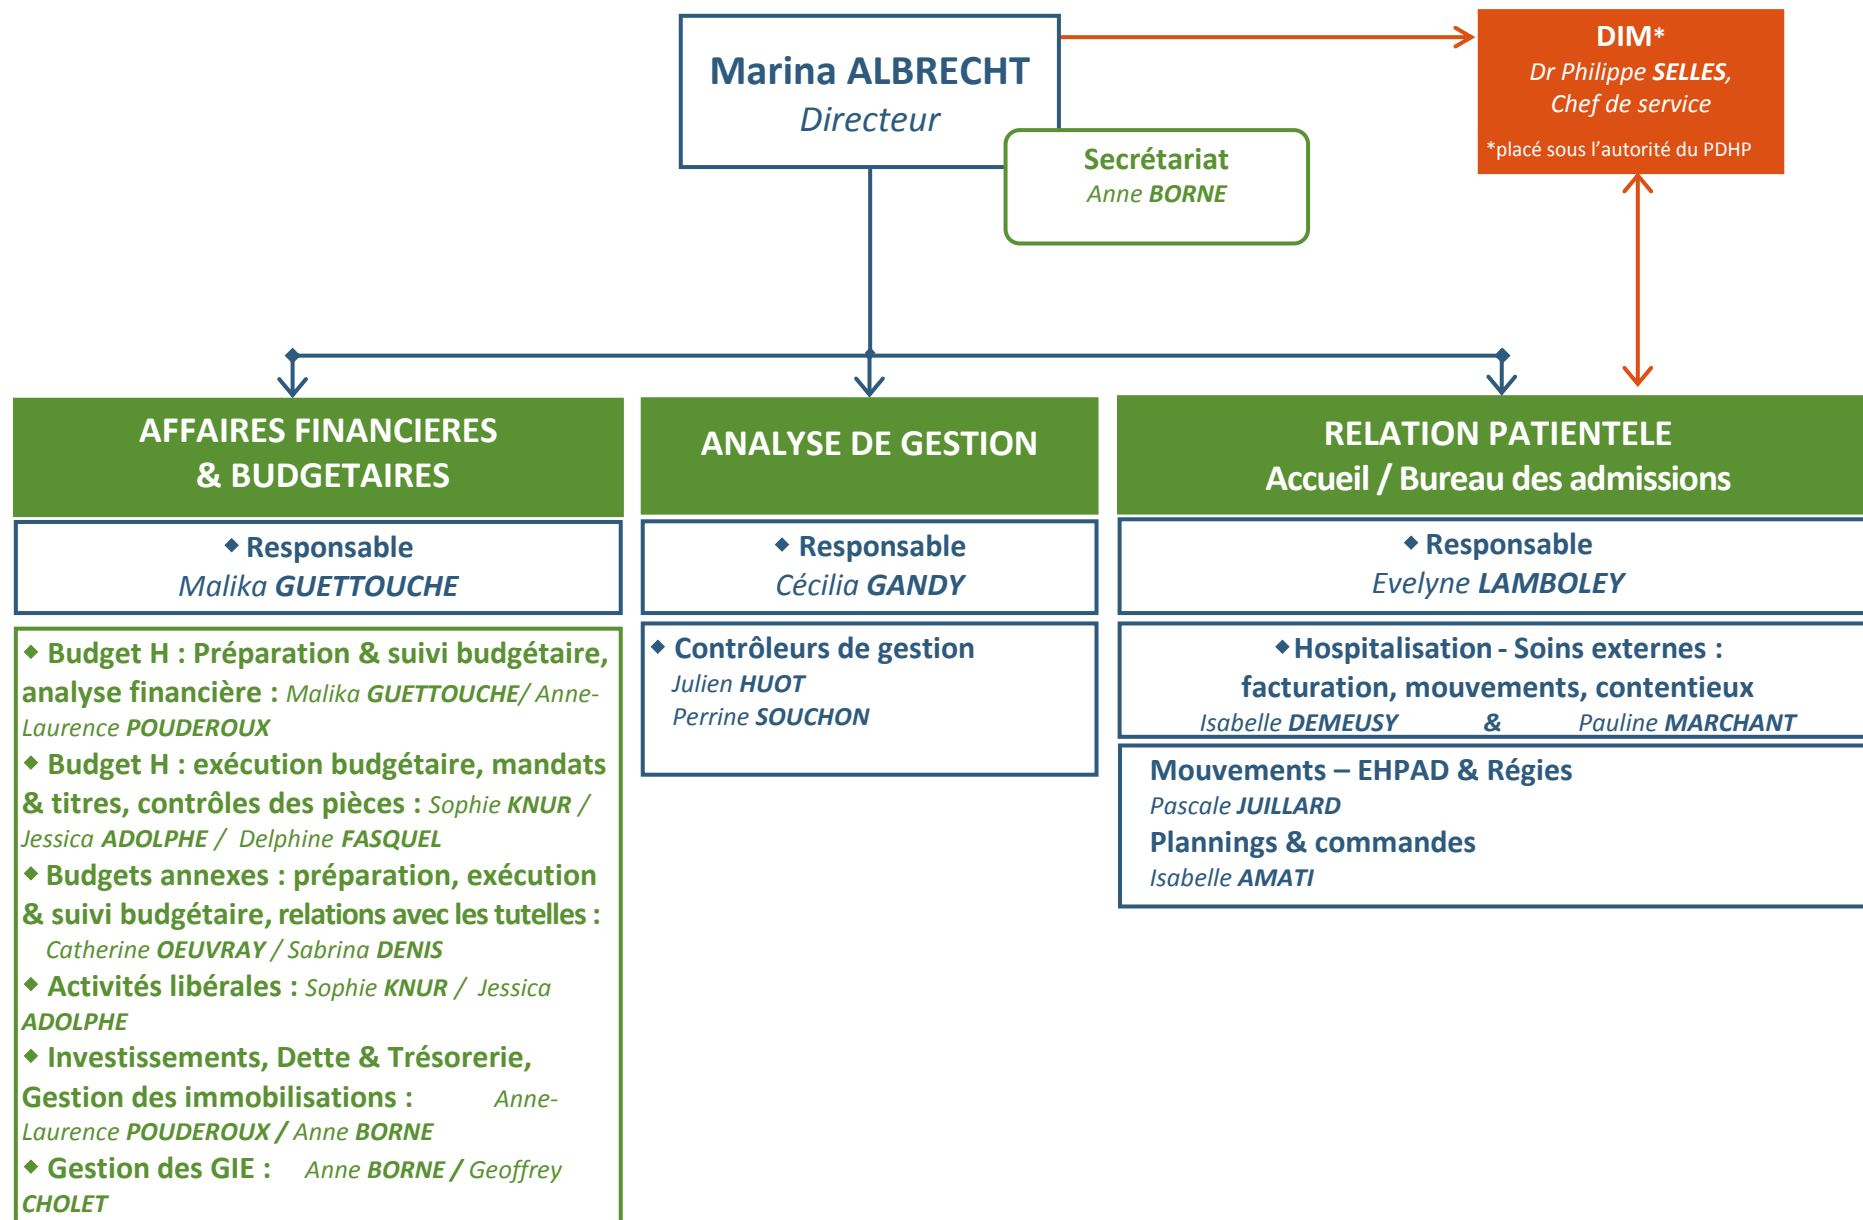 Marina ALBRECHT
Directeur
Secrétariat
Anne BORNE
DIM*
Dr Philippe SELLES,
Chef de service
*placé sous l'autorité du PDHP
AFFAIRES FINANCIERES
& BUDGETAIRES
◆ Responsable
Malika GUETTOUCHE
◆ Budget H : Préparation & suivi budgétaire,
analyse financière : Malika GUETTOUCHE/ Anne-
Laurence POUDEROUX
◆ Budget H : exécution budgétaire, mandats
& titres, contrôles des pièces : Sophie KNUR /
Jessica ADOLPHE / Delphine FASQUEL
◆ Budgets annexes : préparation, exécution
& suivi budgétaire, relations avec les tutelles :
Catherine OEUVRAY / Sabrina DENIS
◆ Activités libérales : Sophie KNUR / Jessica
ADOLPHE
◆ Investissements, Dette & Trésorerie,
Gestion des immobilisations : Anne-
Laurence POUDEROUX / Anne BORNE
◆ Gestion des GIE : Anne BORNE / Geoffrey
CHOLET
ANALYSE DE GESTION
◆ Responsable
Cécilia GANDY
◆ Contrôleurs de gestion
Julien HUOT
Perrine SOUCHON
RELATION PATIENTELE
Accueil / Bureau des admissions
◆ Responsable
Evelyne LAMBOLEY
◆Hospitalisation - Soins externes :
facturation, mouvements, contentieux
Isabelle DEMEUSY & Pauline MARCHANT
Mouvements – EHPAD & Régies
Pascale JUILLARD
Plannings & commandes
Isabelle AMATI